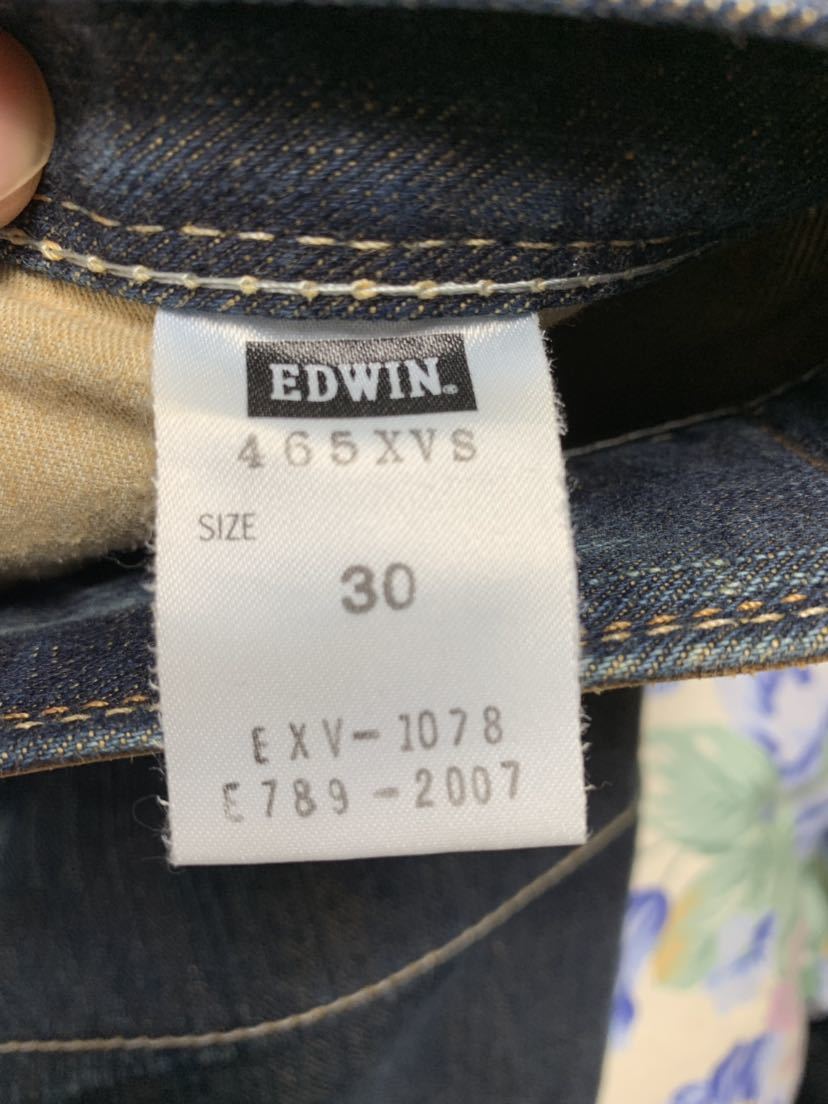 EDWIN®
465XVS
SIZE
30
EXV-1078
E789-2007